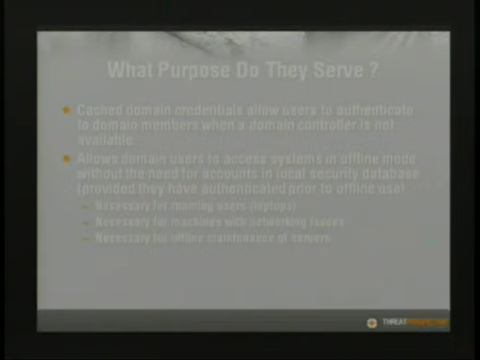 What Purpose Do They Serve ?
Cached domain credentials allow users to authenticate
to domain members when a domain controller is not
available.
Allows domain users to access systems in offline mode
without the need for accounts in local security database
(provided they have authenticated prior to offline use)
– Necessary for roaming users (laptops)
– Necessary for machines with networking issues
– Necessary for offline maintenance of servers
THREAT